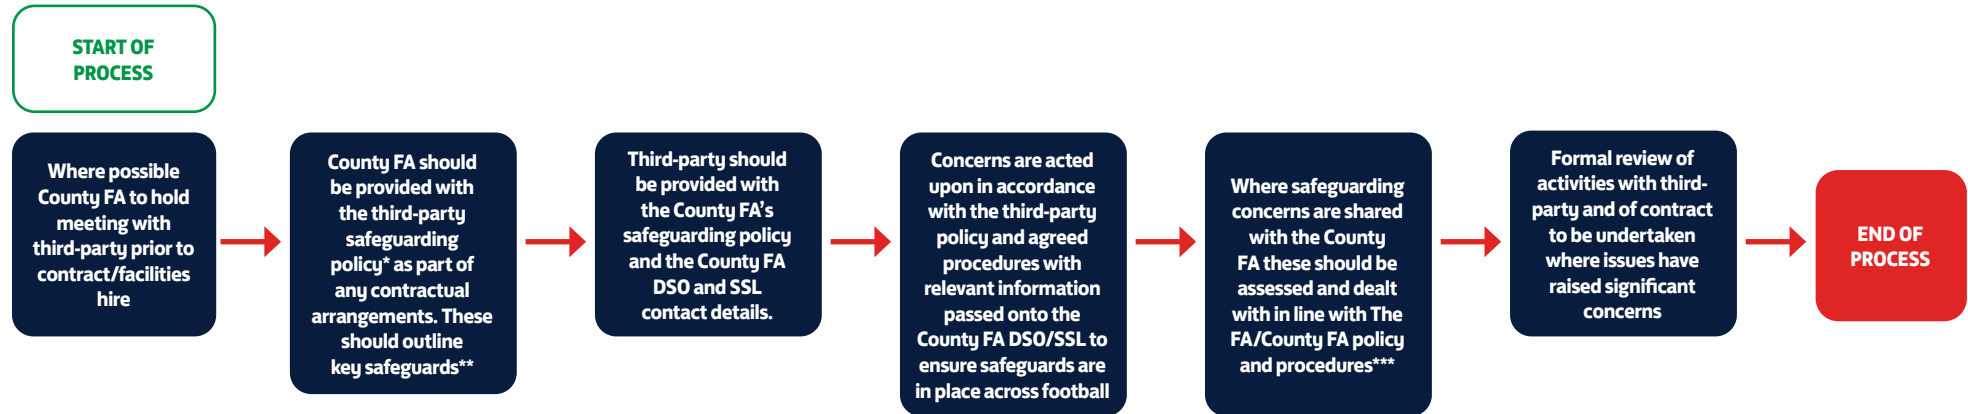 START OF
PROCESS
Where possible
County FA to hold
meeting with
third-party prior to
contract/facilities
hire
County FA should
be provided with
the third-party
safeguarding
policy* as part of
any contractual
arrangements. These
should outline
key safeguards**
Third-party should
be provided with
the County FA’s
safeguarding policy
and the County FA
DSO and SSL
contact details.
Concerns are acted
upon in accordance
with the third-party
policy and agreed
procedures with
relevant information
passed onto the
County FA DSO/SSL to
ensure safeguards are
in place across football
Where safeguarding
concerns are shared
with the County
FA these should be
assessed and dealt
with in line with The
FA/County FA policy
and procedures***
Formal review of
activities with third-
party and of contract
to be undertaken
where issues have
raised significant
concerns
END OF
PROCESS